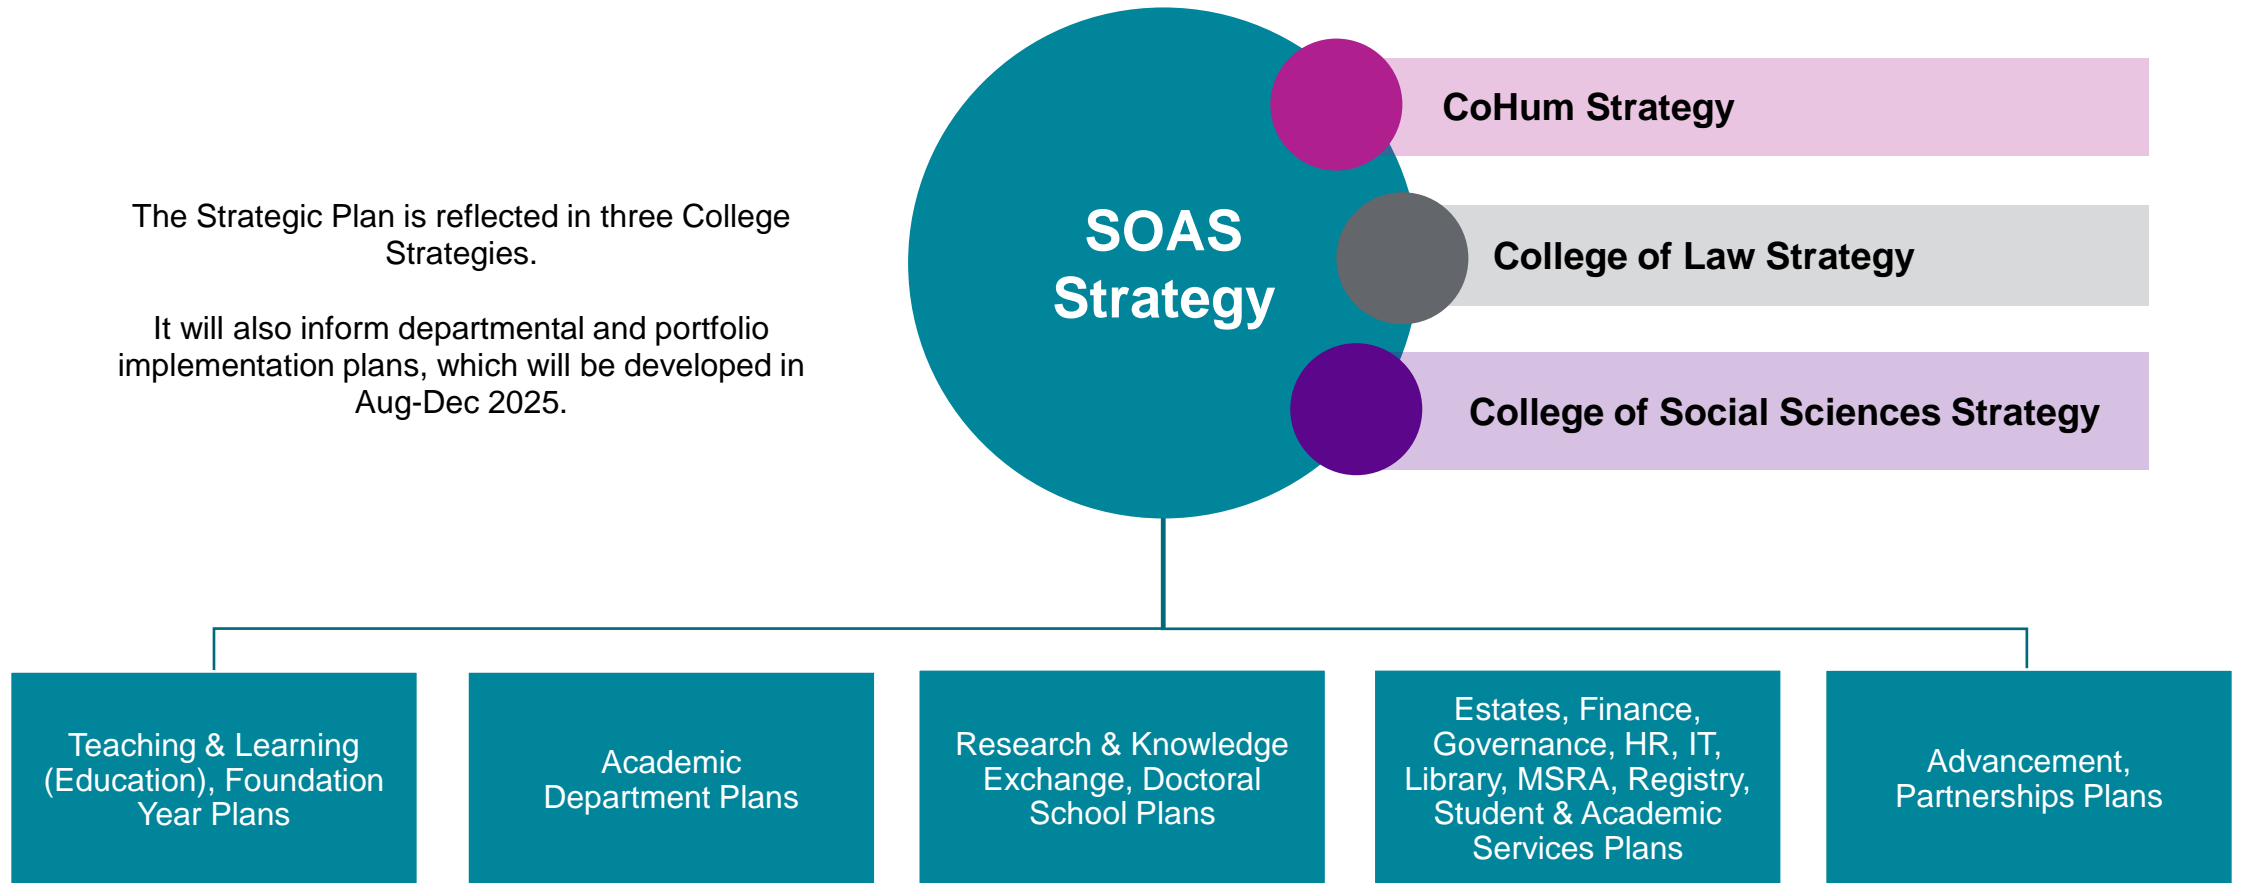 The Strategic Plan is reflected in three College
Strategies.
It will also inform departmental and portfolio
implementation plans, which will be developed in
Aug-Dec 2025.
SOAS
Strategy
CoHum Strategy
College of Law Strategy
College of Social Sciences Strategy
Teaching & Learning
(Education), Foundation
Year Plans
Academic
Department Plans
Research & Knowledge
Exchange, Doctoral
School Plans
Estates, Finance,
Governance, HR, IT,
Library, MSRA, Registry,
Student & Academic
Services Plans
Advancement,
Partnerships Plans